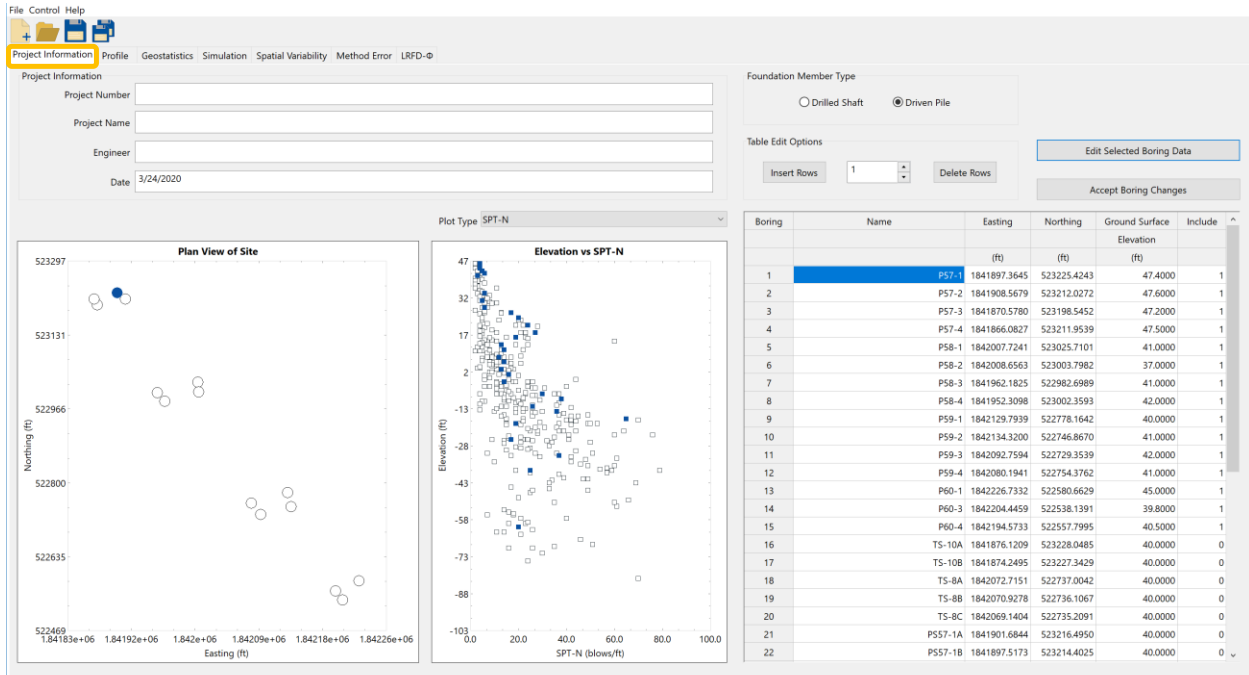 File Control Help
Project Information Profile Geostatistics Simulation Spatial Variability Method Error LRFD-Φ
Project Information
Project Number
Project Name
Engineer
Date 3/24/2020
Foundation Member Type
Drilled Shaft Driven Pile
Table Edit Options
Insert Rows 1 Delete Rows
Edit Selected Boring Data
Accept Boring Changes
Plot Type SPT-N
Plan View of Site
523297
523131
522966
522800
522635
522469
1.84183e+06 1.84192e+06 1.842e+06 1.84209e+06 1.84218e+06 1.84226e+06
Northing (ft)
Easting (ft)
Elevation vs SPT-N
47
32
17
2
-13
-28
-43
-58
-73
-88
-103
0.0 20.0 40.0 60.0 80.0 100.0
Elevation (ft)
SPT-N (blows/ft)
Boring Name Easting Northing Ground Surface Include
Elevation
(ft) (ft) (ft)
1 P57-1 1841897.3645 523225.4243 47.4000 1
2 P57-2 1841908.5679 523212.0272 47.6000 1
3 P57-3 1841870.5780 523198.5452 47.2000 1
4 P57-4 1841866.0827 523211.9539 47.5000 1
5 P58-1 1842007.7241 523025.7101 41.0000 1
6 P58-2 1842008.6563 523003.7982 37.0000 1
7 P58-3 1841962.1825 522982.6989 41.0000 1
8 P58-4 1841952.3098 523002.3593 42.0000 1
9 P59-1 1842129.7939 522778.1642 40.0000 1
10 P59-2 1842134.3200 522746.8670 41.0000 1
11 P59-3 1842092.7594 522729.3539 42.0000 1
12 P59-4 1842080.1941 522754.3762 41.0000 1
13 P60-1 1842226.7332 522580.6629 45.0000 1
14 P60-3 1842204.4459 522538.1391 39.8000 1
15 P60-4 1842194.5733 522557.7995 40.5000 1
16 TS-10A 1841876.1209 523228.0485 40.0000 0
17 TS-10B 1841874.2495 523227.3429 40.0000 0
18 TS-8A 1842072.7151 522737.0042 40.0000 0
19 TS-8B 1842070.9278 522736.1067 40.0000 0
20 TS-8C 1842069.1404 522735.2091 40.0000 0
21 PS57-1A 1841901.6844 523216.4950 40.0000 0
22 PS57-1B 1841897.5173 523214.4025 40.0000 0